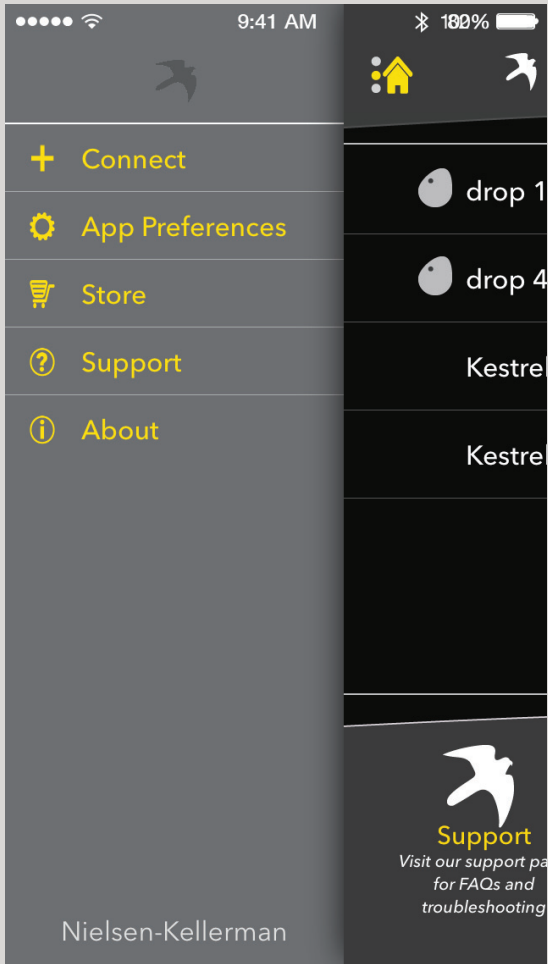 9:41 AM
Connect
App Preferences
Store
Support
About
Nielsen-Kellerman
drop 1
drop 4
Kestrel
Kestrel
Support
Visit our support pa
for FAQs and
troubleshooting